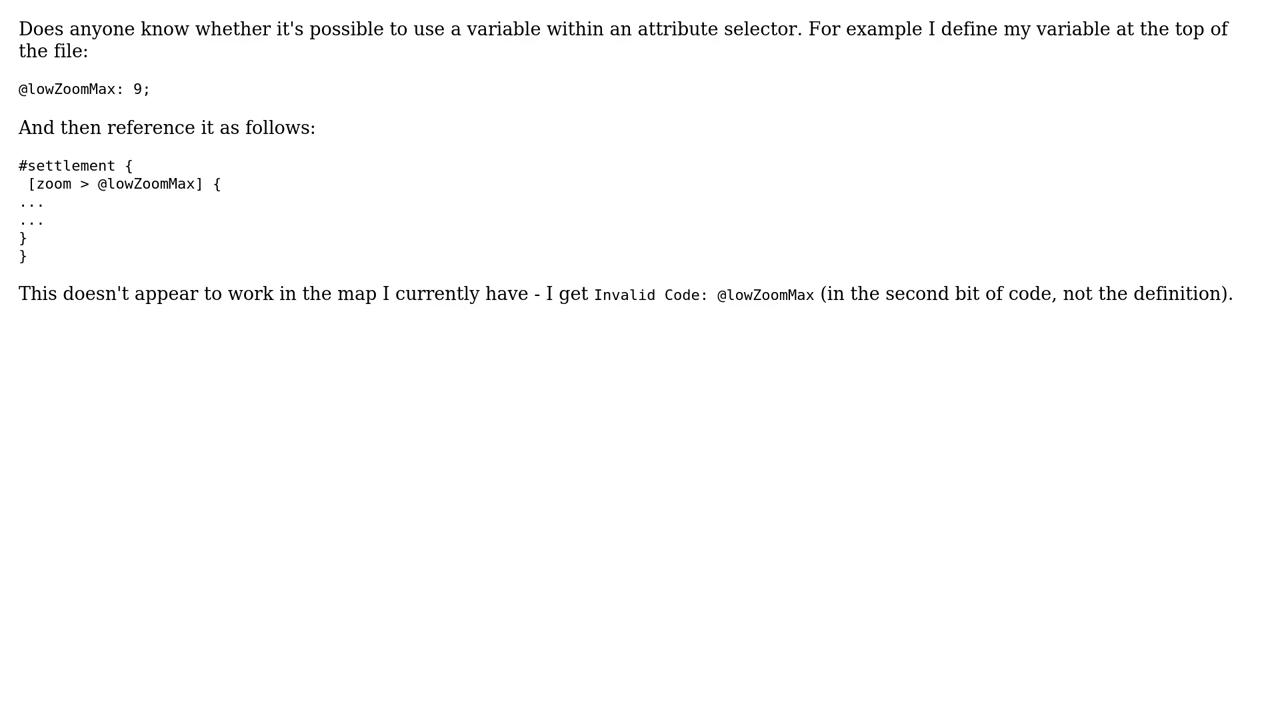 Does anyone know whether it's possible to use a variable within an attribute selector. For example I define my variable at the top of
the file:
@lowZoomMax: 9;
And then reference it as follows:
#settlement {
 [zoom > @lowZoomMax] {
...
...
}
}
This doesn't appear to work in the map I currently have - I get Invalid Code: @lowZoomMax (in the second bit of code, not the definition).